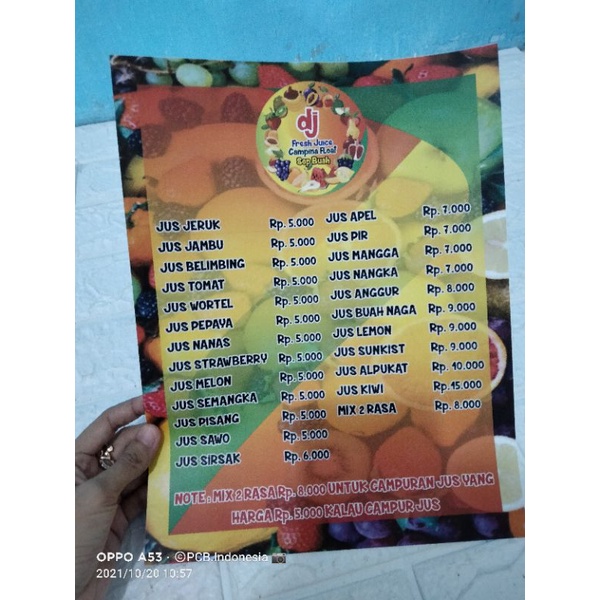 dj
Fresh Juice
Campina Float
Sop Buah
JUS JERUK Rp. 5.000
JUS JAMBU Rp. 5.000
JUS BELIMBING Rp. 5.000
JUS TOMAT Rp. 5.000
JUS WORTEL Rp. 5.000
JUS PEPAYA Rp. 5.000
JUS NANAS Rp. 5.000
JUS STRAWBERRY Rp. 5.000
JUS MELON Rp. 5.000
JUS SEMANGKA Rp. 5.000
JUS PISANG Rp. 5.000
JUS SAWO Rp. 5.000
JUS SIRSAK Rp. 6.000
JUS APEL Rp. 7.000
JUS PIR Rp. 7.000
JUS MANGGA Rp. 7.000
JUS NANGKA Rp. 7.000
JUS ANGGUR Rp. 8.000
JUS BUAH NAGA Rp. 9.000
JUS LEMON Rp. 9.000
JUS SUNKIST Rp. 9.000
JUS ALPUKAT Rp. 10.000
JUS KIWI Rp.15.000
MIX 2 RASA Rp. 8.000
NOTE : MIX 2 RASA Rp. 8.000 UNTUK CAMPURAN JUS YANG
HARGA Rp. 5.000 KALAU CAMPUR JUS
OPPO A53 · ©PCB.Indonesia 📷
2021/10/20 10:57